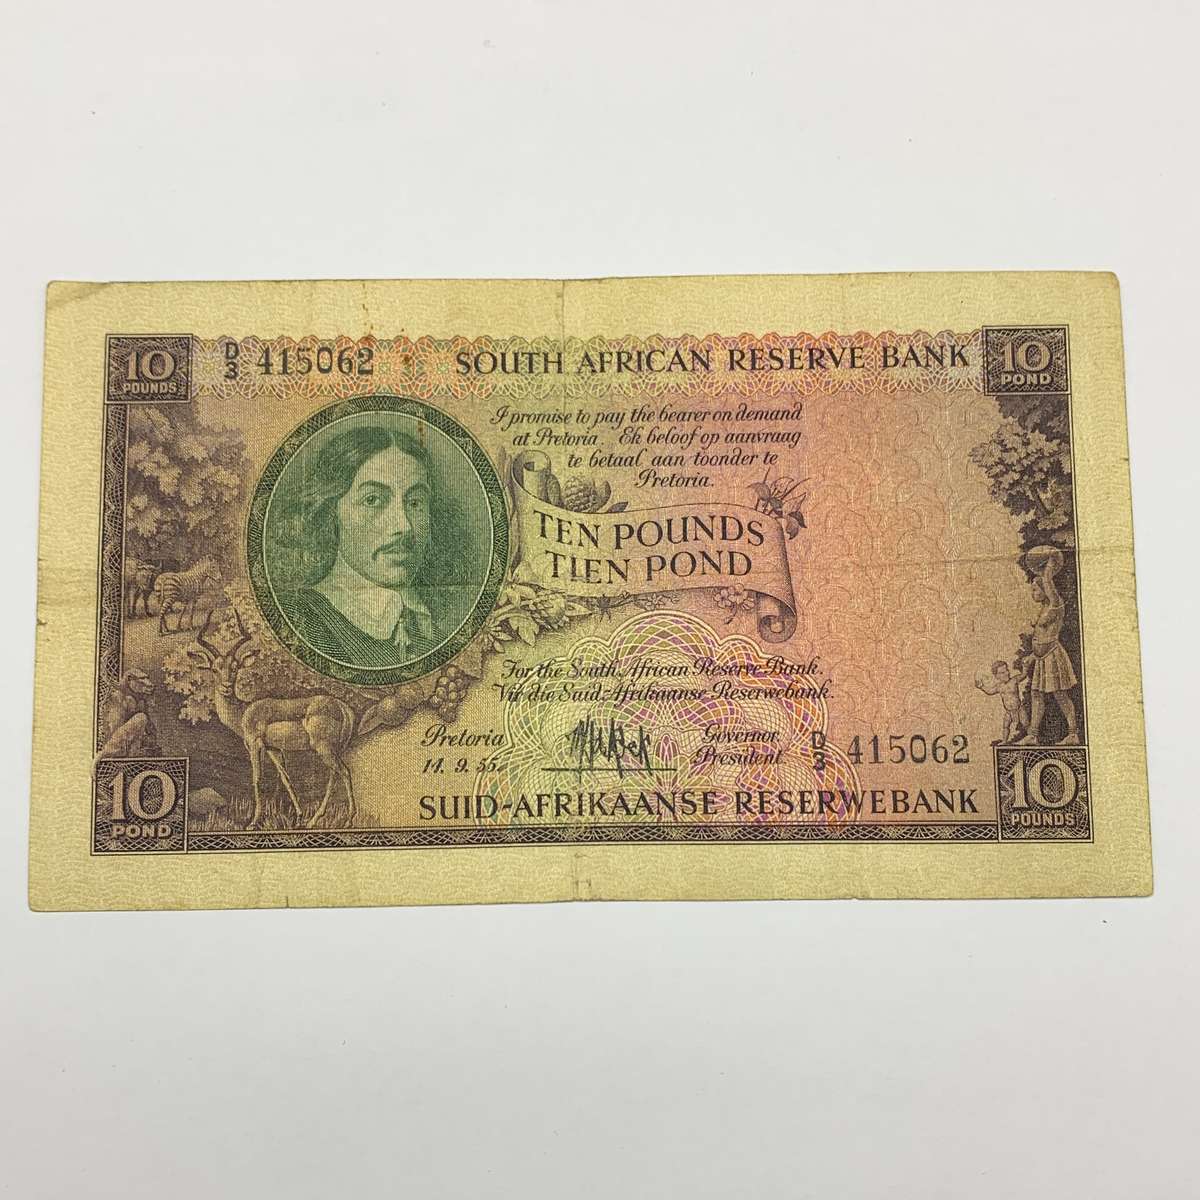 10
POUNDS
D/3 415062
SOUTH AFRICAN RESERVE BANK
10
POND
I promise to pay the bearer on demand
at Pretoria. Ek beloof op aanvraag
te betaal aan toonder te
Pretoria.
TEN POUNDS
TIEN POND
For the South African Reserve Bank.
Vir die Suid-Afrikaanse Reserwebank.
Pretoria
14.9.55.
Governor.
President.
D/3 415062
10
POND
SUID-AFRIKAANSE RESERWEBANK
10
POUNDS